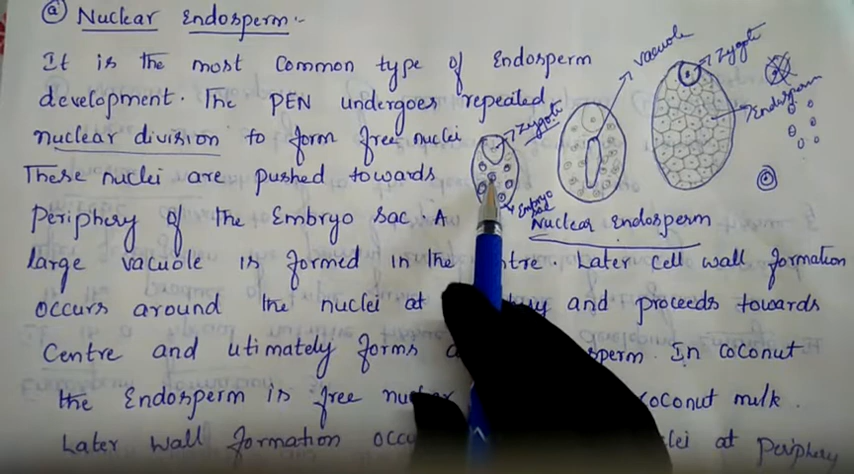 ⓐ Nuclear Endosperm :-
It is the most common type of Endosperm
development. The PEN undergoes repeated
nuclear division to form free nuclei
These nuclei are pushed towards
Periphery of the Embryo sac. A
large vacuole is formed in the tre. Later cell wall formation
occurs around the nuclei at and proceeds towards
Centre and utimately forms sperm. In coconut
the Endosperm is free coconut milk.
Later wall formation at periphery
Zygote
Embryo sac
Vacuole
Zygote
Endosperm
Nuclear Endosperm